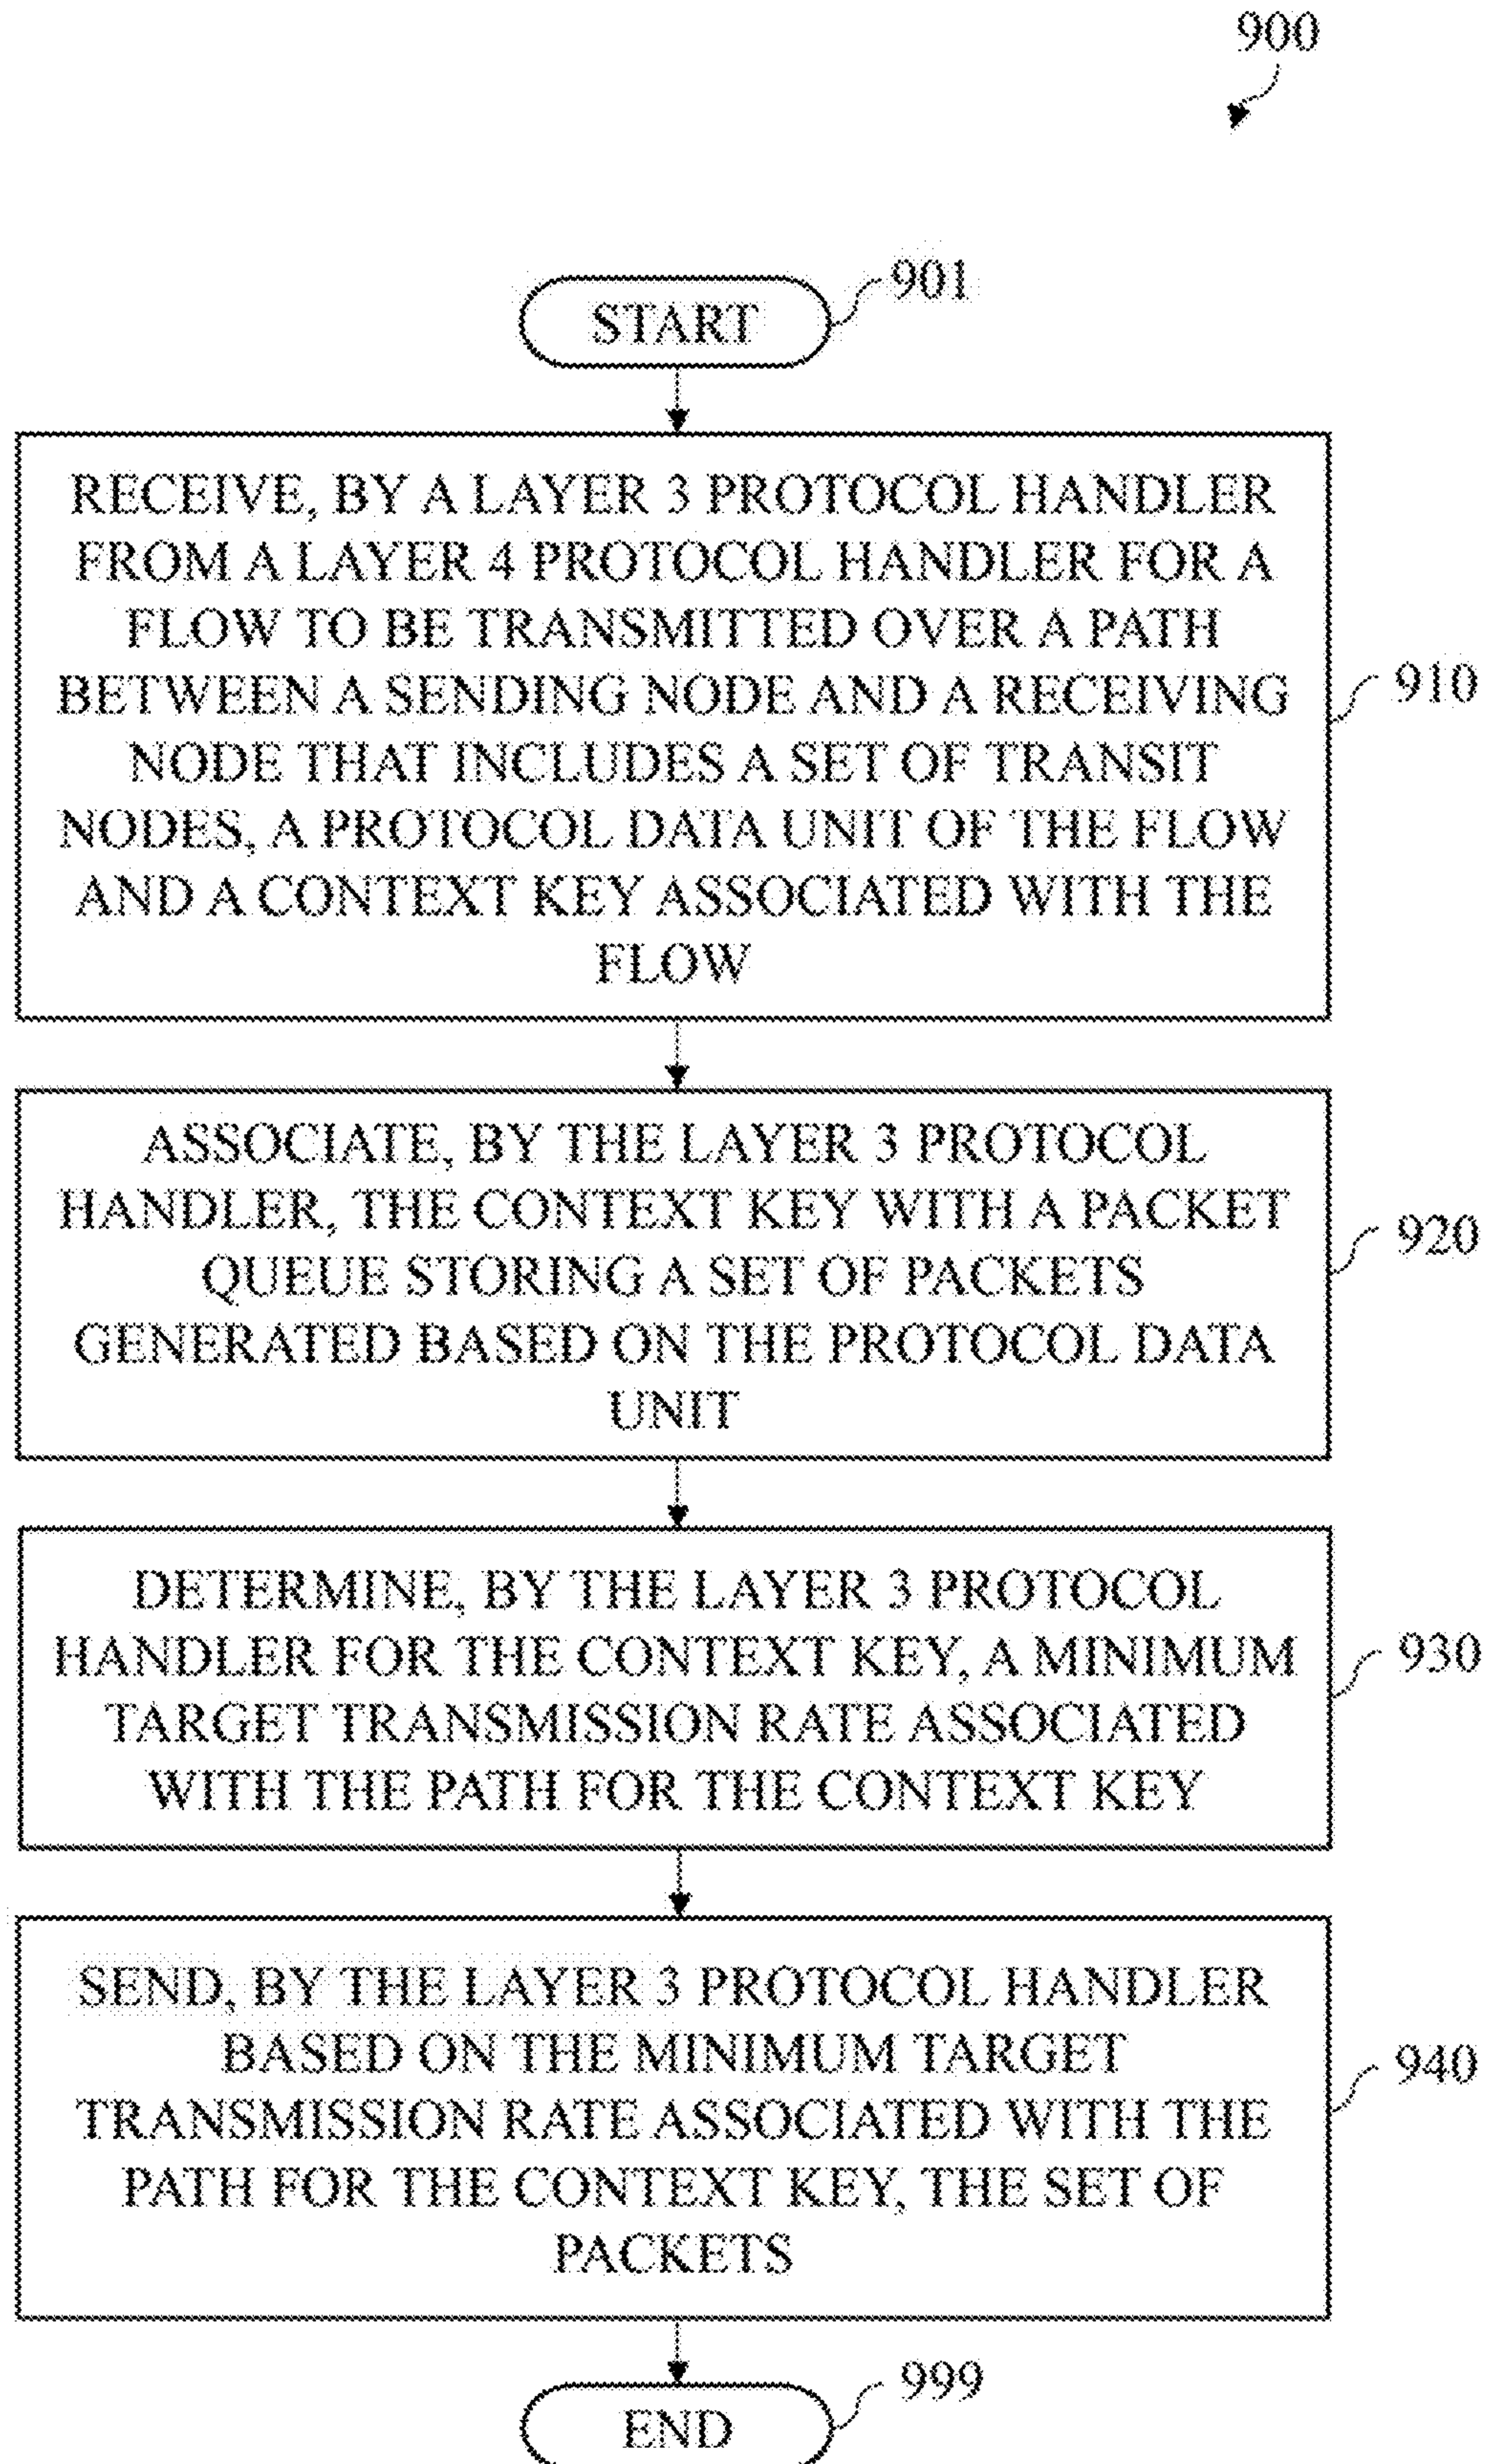 900
START
901
RECEIVE, BY A LAYER 3 PROTOCOL HANDLER
FROM A LAYER 4 PROTOCOL HANDLER FOR A
FLOW TO BE TRANSMITTED OVER A PATH
BETWEEN A SENDING NODE AND A RECEIVING
NODE THAT INCLUDES A SET OF TRANSIT
NODES, A PROTOCOL DATA UNIT OF THE FLOW
AND A CONTEXT KEY ASSOCIATED WITH THE
FLOW
910
ASSOCIATE, BY THE LAYER 3 PROTOCOL
HANDLER, THE CONTEXT KEY WITH A PACKET
QUEUE STORING A SET OF PACKETS
GENERATED BASED ON THE PROTOCOL DATA
UNIT
920
DETERMINE, BY THE LAYER 3 PROTOCOL
HANDLER FOR THE CONTEXT KEY, A MINIMUM
TARGET TRANSMISSION RATE ASSOCIATED
WITH THE PATH FOR THE CONTEXT KEY
930
SEND, BY THE LAYER 3 PROTOCOL HANDLER
BASED ON THE MINIMUM TARGET
TRANSMISSION RATE ASSOCIATED WITH THE
PATH FOR THE CONTEXT KEY, THE SET OF
PACKETS
940
END
999